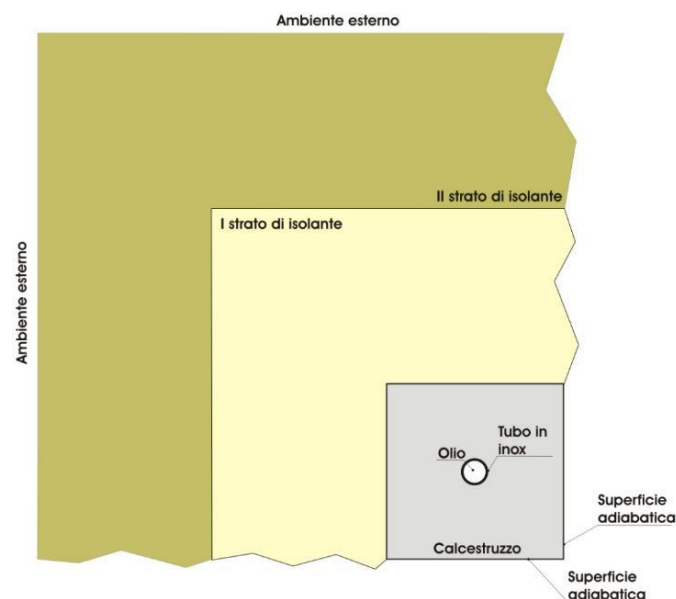 Ambiente esterno
II strato di isolante
I strato di isolante
Ambiente esterno
Tubo in
inox
Olio
Superficie
adiabatica
Calcestruzzo
Superficie
adiabatica